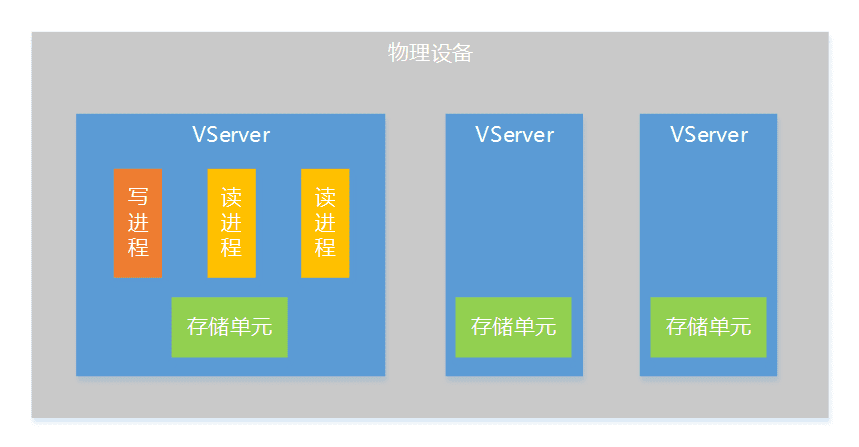 物理设备
VServer
写进程
读进程
读进程
存储单元
VServer
存储单元
VServer
存储单元